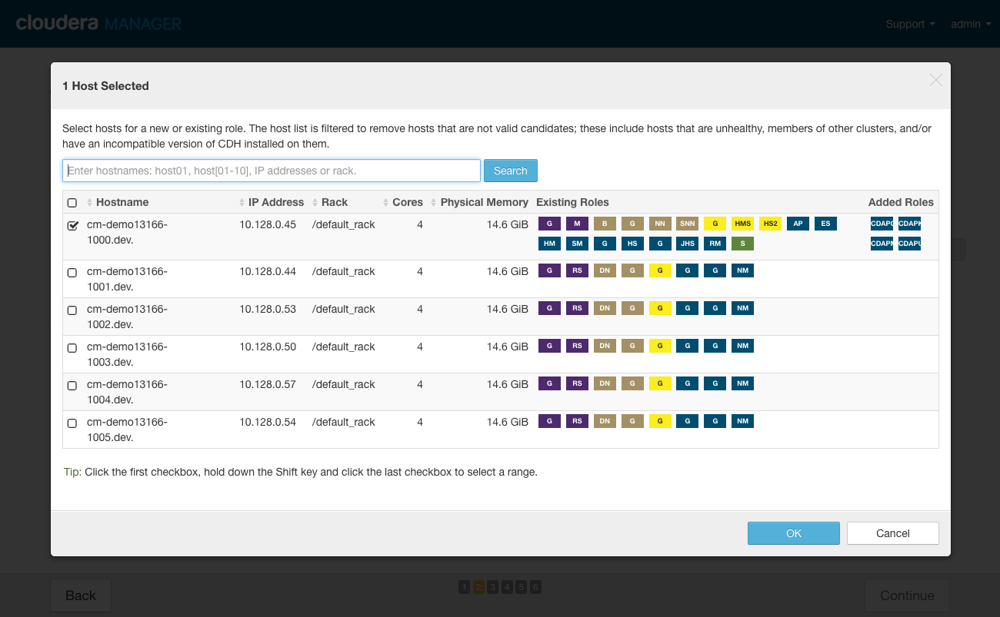 cloudera MANAGER
Support admin
1 Host Selected
Select hosts for a new or existing role. The host list is filtered to remove hosts that are not valid candidates; these include hosts that are unhealthy, members of other clusters, and/or
have an incompatible version of CDH installed on them.
Enter hostnames: host01, host[01-10], IP addresses or rack. Search
Hostname IP Address Rack Cores Physical Memory Existing Roles Added Roles
cm-demo13166- 10.128.0.45 /default_rack 4 14.6 GiB G M B G NN SNN G HMS HS2 AP ES
1000.dev.
HM SM G HS G JHS RM S
cm-demo13166- 10.128.0.44 /default_rack 4 14.6 GiB G RS DN G G G G NM
1001.dev.
cm-demo13166- 10.128.0.53 /default_rack 4 14.6 GiB G RS DN G G G G NM
1002.dev.
cm-demo13166- 10.128.0.50 /default_rack 4 14.6 GiB G RS DN G G G G NM
1003.dev.
cm-demo13166- 10.128.0.57 /default_rack 4 14.6 GiB G RS DN G G G G NM
1004.dev.
cm-demo13166- 10.128.0.54 /default_rack 4 14.6 GiB G RS DN G G G G NM
1005.dev.
Tip: Click the first checkbox, hold down the Shift key and click the last checkbox to select a range.
OK Cancel
Back 1 2 3 4 5 6 Continue